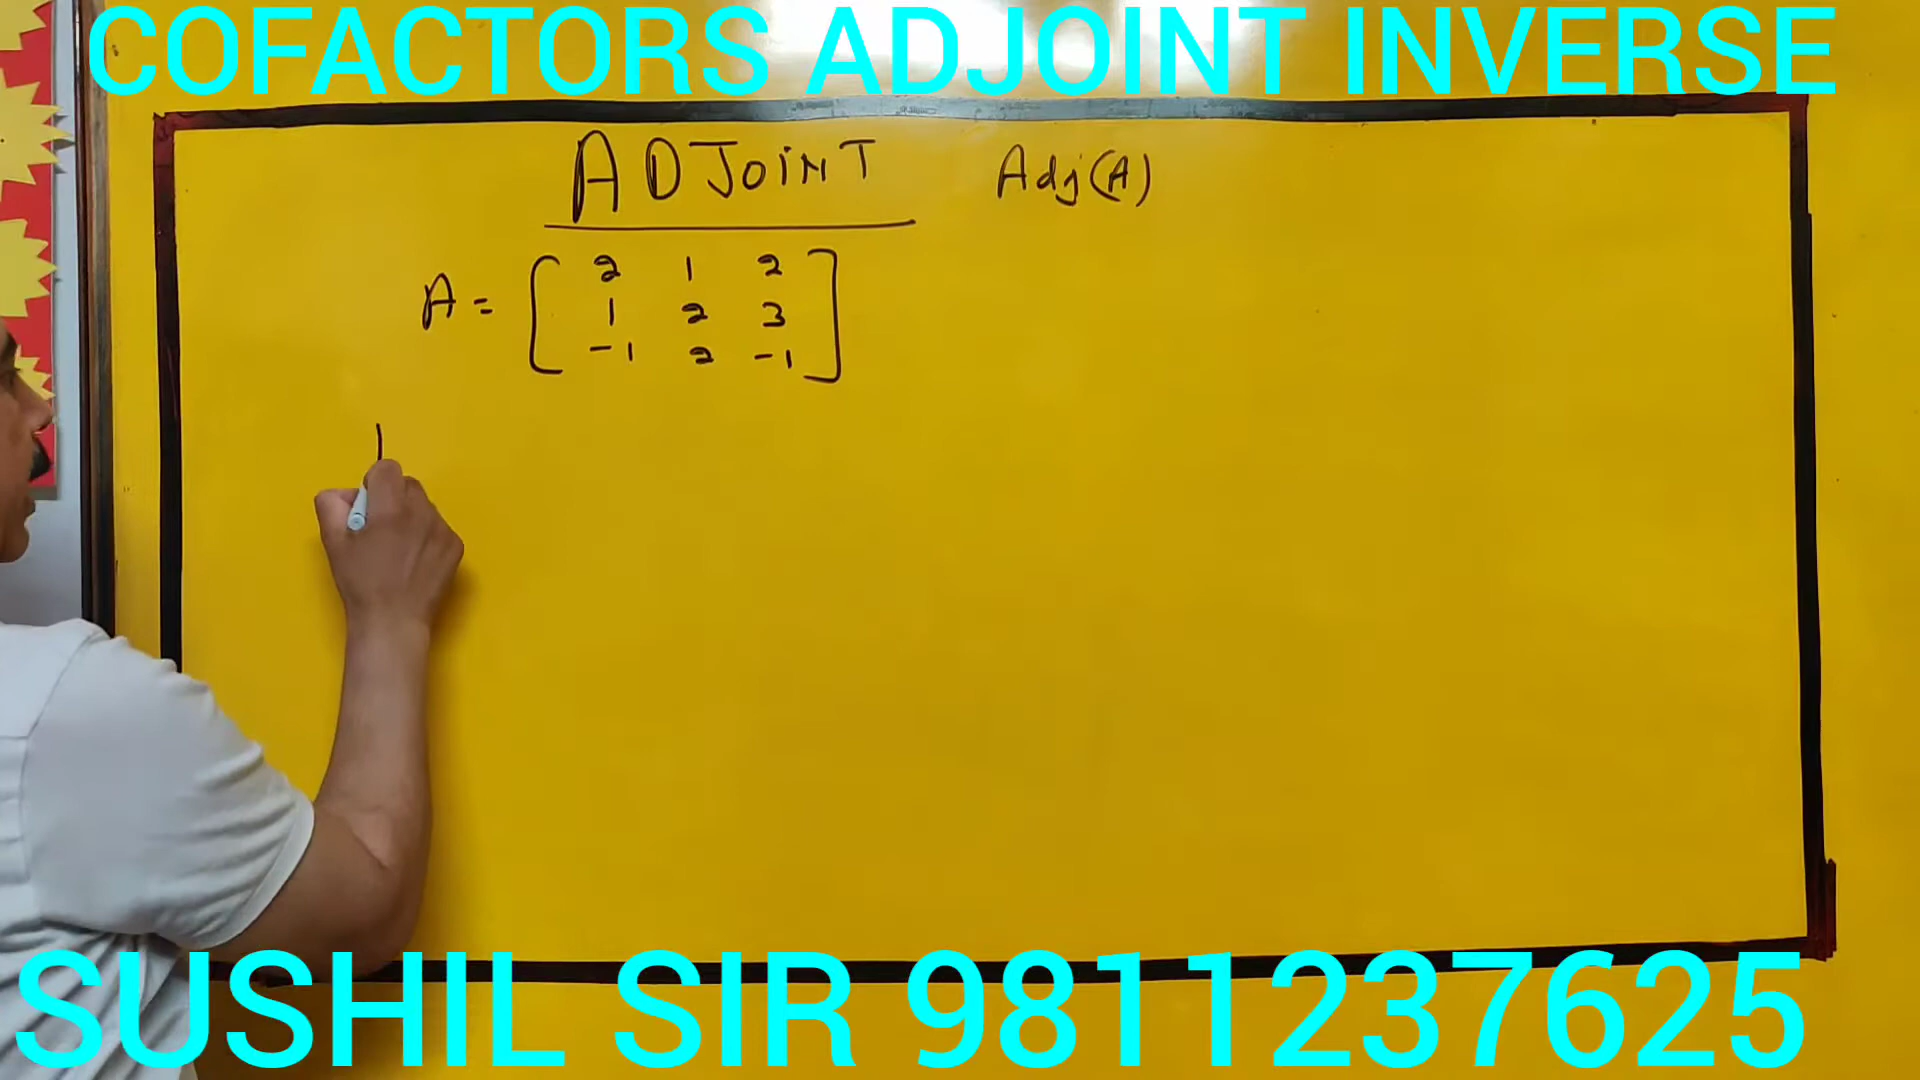 COFACTORS ADJOINT INVERSE
ADJOINT Adj(A)
2 1 2
A = 1 2 3
-1 2 -1
SUSHIL SIR 9811237625